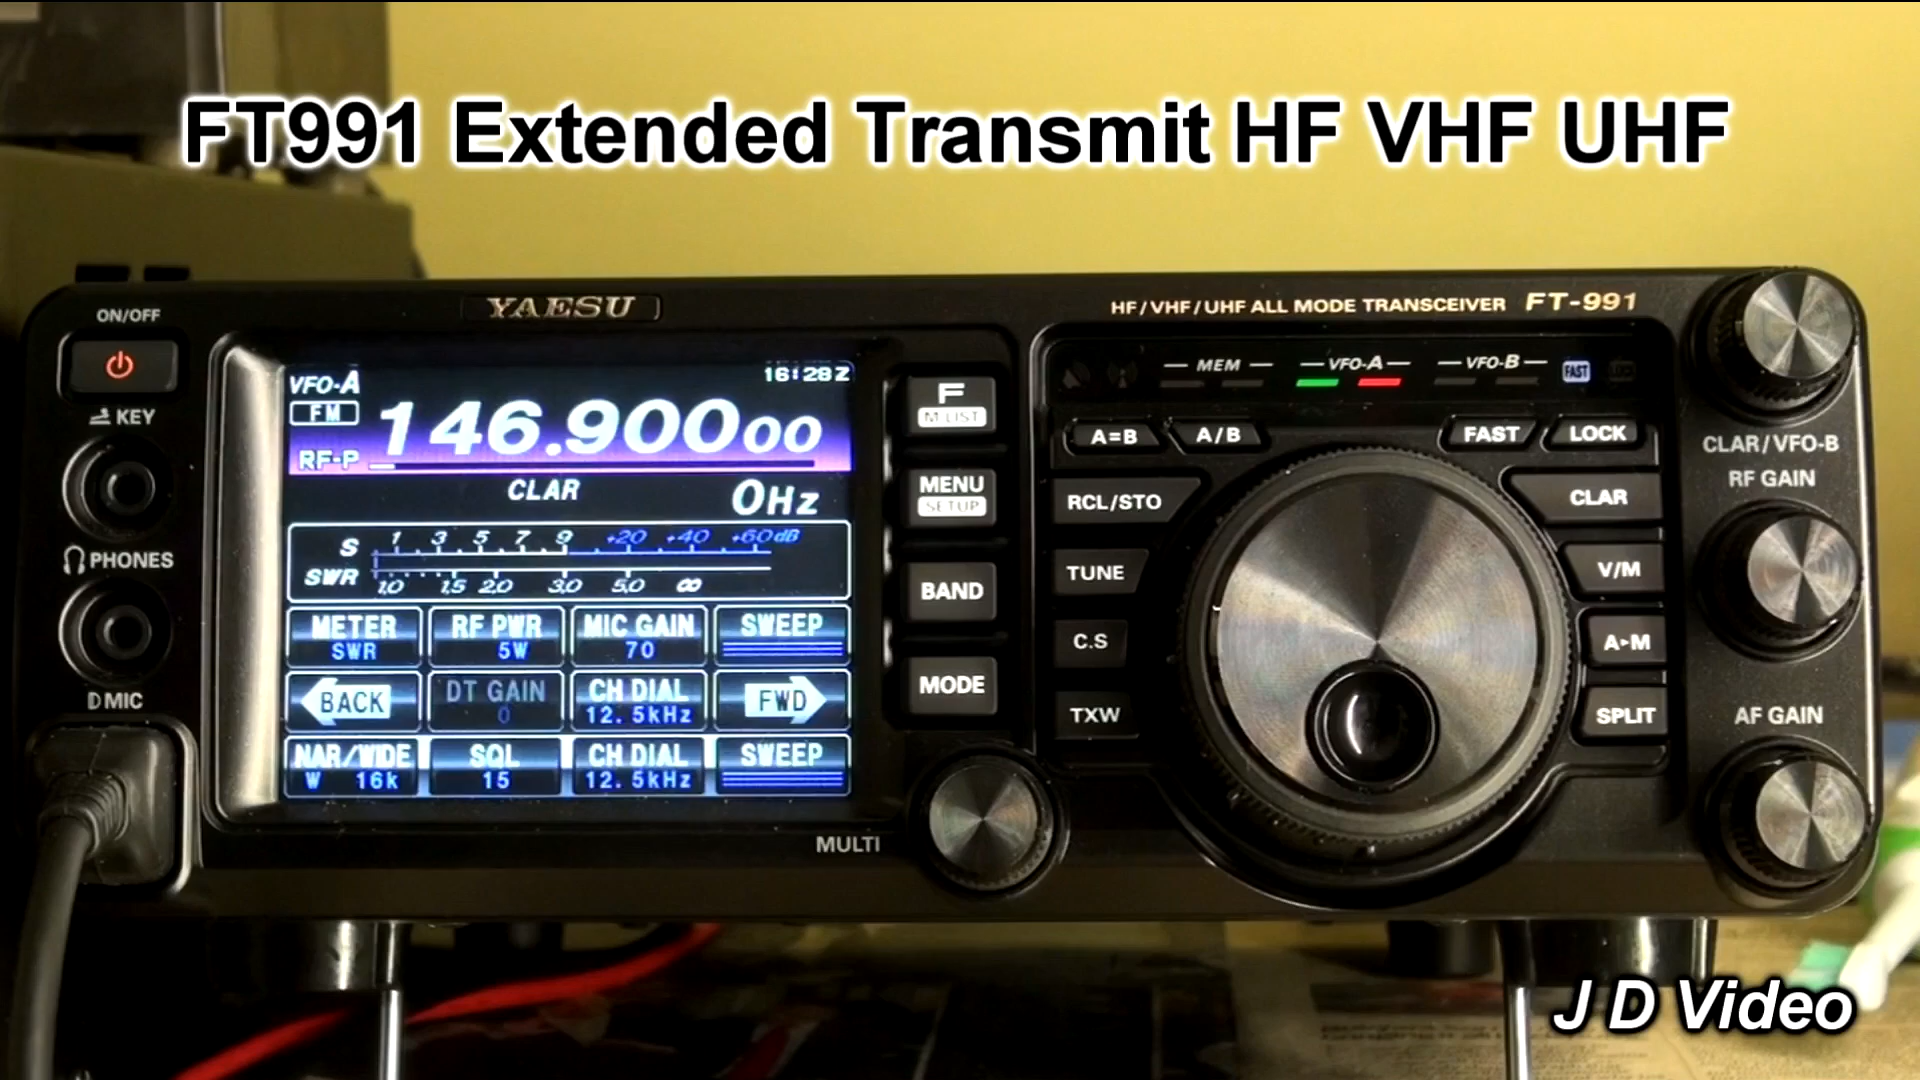 FT991 Extended Transmit HF VHF UHF
YAESU
HF/VHF/UHF ALL MODE TRANSCEIVER FT-991
ON/OFF
KEY
PHONES
D MIC
VFO-A
16:28Z
FM
146.90000
RF-P
CLAR
0Hz
S 1 3 5 7 9 +20 +40 +60dB
SWR 1.0 1.5 2.0 3.0 5.0 ∞
METER RF PWR MIC GAIN SWEEP
SWR 5W 70
BACK DT GAIN CH DIAL FWD
0 12.5kHz
NAR/WIDE SQL CH DIAL SWEEP
W 16k 15 12.5kHz
F
M LIST
MENU
SETUP
BAND
MODE
MULTI
MEM VFO-A VFO-B FAST
A=B A/B FAST LOCK
RCL/STO
TUNE
C.S
TXW
CLAR
V/M
A▸M
SPLIT
CLAR/VFO-B
RF GAIN
AF GAIN
J D Video